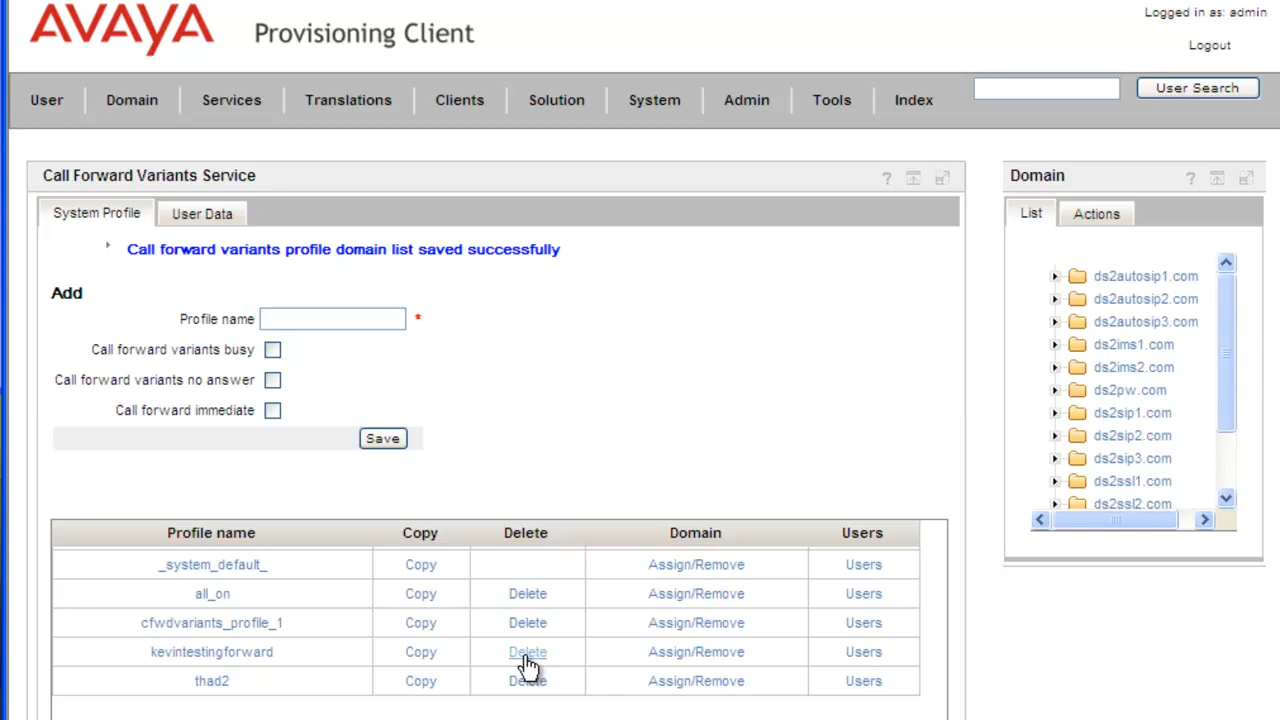 AVAYA Provisioning Client
Logged in as: admin
Logout
User Domain Services Translations Clients Solution System Admin Tools Index User Search
Call Forward Variants Service ?
System Profile User Data
Call forward variants profile domain list saved successfully
Add
Profile name *
Call forward variants busy
Call forward variants no answer
Call forward immediate
Save
Profile name Copy Delete Domain Users
_system_default_ Copy Assign/Remove Users
all_on Copy Delete Assign/Remove Users
cfwdvariants_profile_1 Copy Delete Assign/Remove Users
kevintestingforward Copy Delete Assign/Remove Users
thad2 Copy Delete Assign/Remove Users
Domain ?
List Actions
ds2autosip1.com
ds2autosip2.com
ds2autosip3.com
ds2ims1.com
ds2ims2.com
ds2pw.com
ds2sip1.com
ds2sip2.com
ds2sip3.com
ds2ssl1.com
ds2ssl2.com